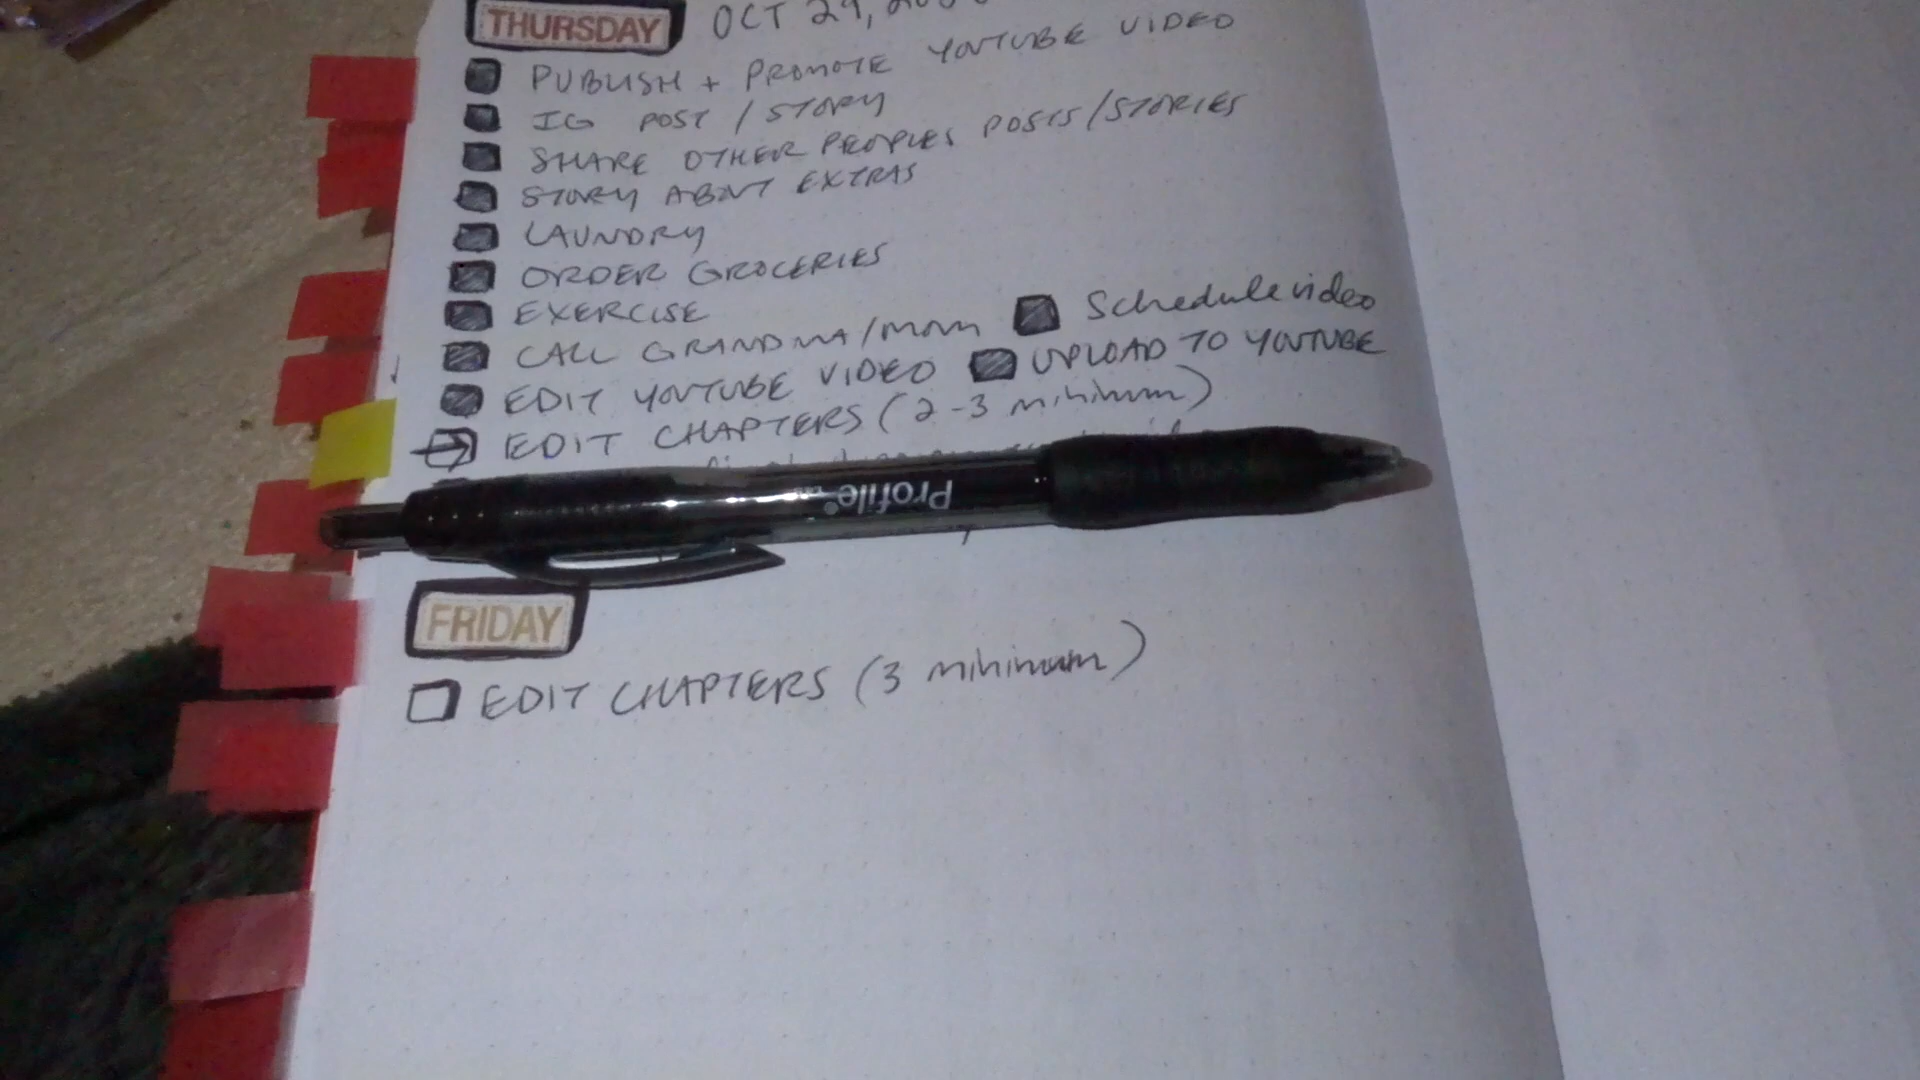 THURSDAY OCT 29,
PUBLISH + PROMOTE YOUTUBE VIDEO
IG POST / STORY
SHARE OTHER PEOPLES POSTS/STORIES
STORY ABOUT EXTRAS
LAUNDRY
ORDER GROCERIES
EXERCISE
CALL GRANDMA/MOM Schedule video
EDIT YOUTUBE VIDEO UPLOAD TO YOUTUBE
EDIT CHAPTERS (2-3 minimum)
Profile
FRIDAY
EDIT CHAPTERS (3 minimum)